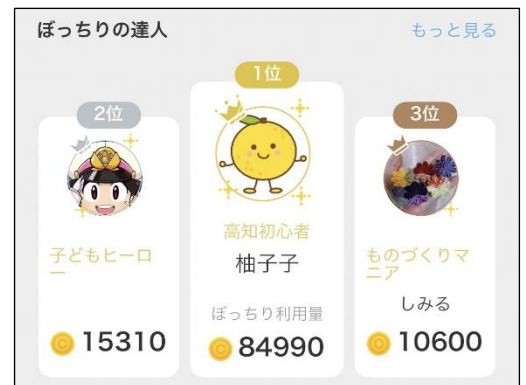 ぼっちりの達人
もっと見る
1位
高知初心者
柚子子
ぼっちり利用量
84990
2位
子どもヒーロ
ー
15310
3位
ものづくりマ
ニア
しみる
10600